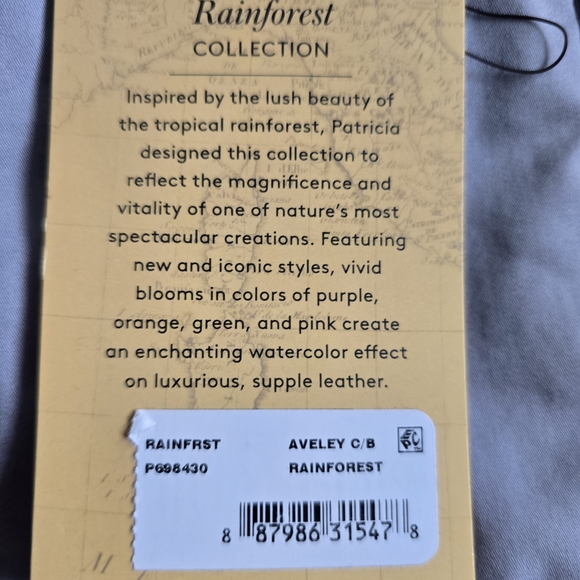 Rainforest
COLLECTION
Inspired by the lush beauty of
the tropical rainforest, Patricia
designed this collection to
reflect the magnificence and
vitality of one of nature's most
spectacular creations. Featuring
new and iconic styles, vivid
blooms in colors of purple,
orange, green, and pink create
an enchanting watercolor effect
on luxurious, supple leather.
RAINFRST AVELEY C/B
P698430 RAINFOREST
8 87986 31547 8